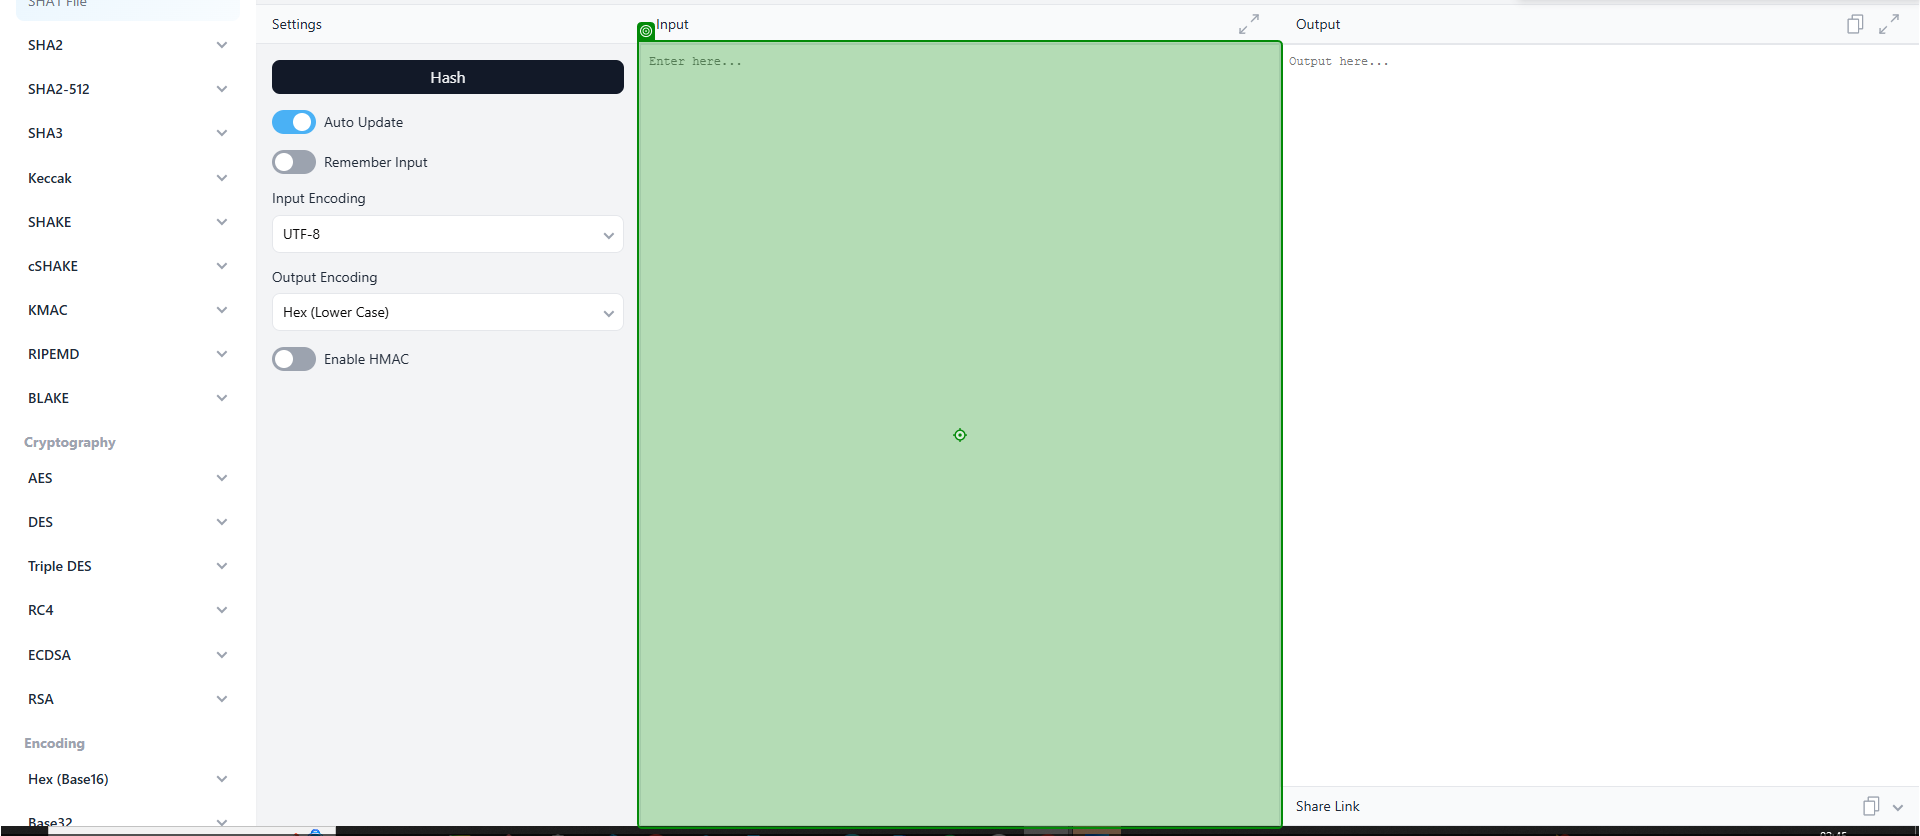 SHA1 File
SHA2
SHA2-512
SHA3
Keccak
SHAKE
cSHAKE
KMAC
RIPEMD
BLAKE
Cryptography
AES
DES
Triple DES
RC4
ECDSA
RSA
Encoding
Hex (Base16)
Base32
Settings
Hash
Auto Update
Remember Input
Input Encoding
UTF-8
Output Encoding
Hex (Lower Case)
Enable HMAC
Input
Enter here...
Output
Output here...
Share Link